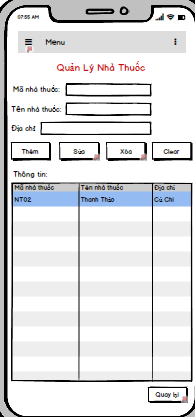 07:55 AM
Menu
Quản Lý Nhà Thuốc
Mã nhà thuốc:
Tên nhà thuốc:
Địa chỉ
Thêm Sửa Xóa Clear
Thông tin:
Mã nhà thuốc Tên nhà thuốc Địa chỉ
NT02 Thanh Thảo Củ Chi
Quay lại